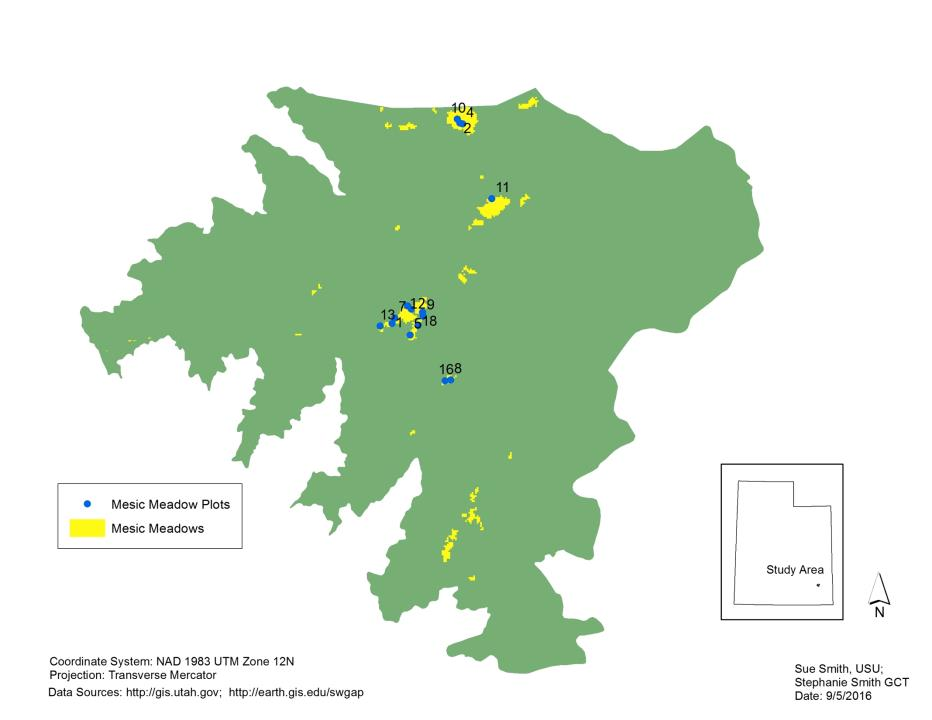 10 4
2
11
7 12 9
13 1 5 18
16 8
Mesic Meadow Plots
Mesic Meadows
Study Area
N
Coordinate System: NAD 1983 UTM Zone 12N
Projection: Transverse Mercator
Data Sources: http://gis.utah.gov; http://earth.gis.edu/swgap
Sue Smith, USU;
Stephanie Smith GCT
Date: 9/5/2016